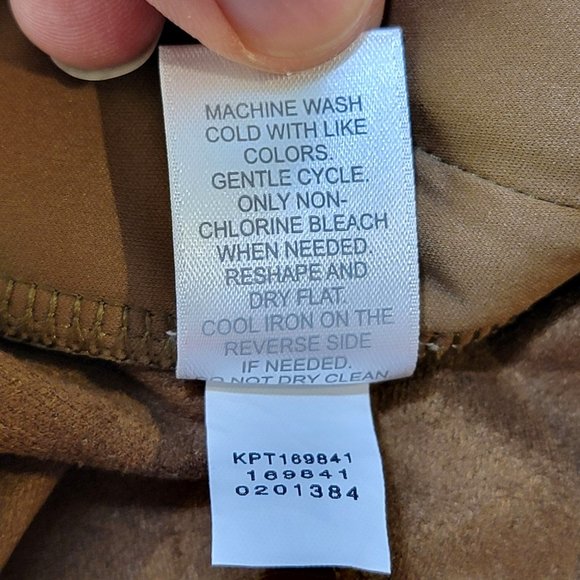 MACHINE WASH
COLD WITH LIKE
COLORS.
GENTLE CYCLE.
ONLY NON-
CHLORINE BLEACH
WHEN NEEDED.
RESHAPE AND
DRY FLAT.
COOL IRON ON THE
REVERSE SIDE
IF NEEDED.
DO NOT DRY CLEAN
KPT169841
169841
0201384